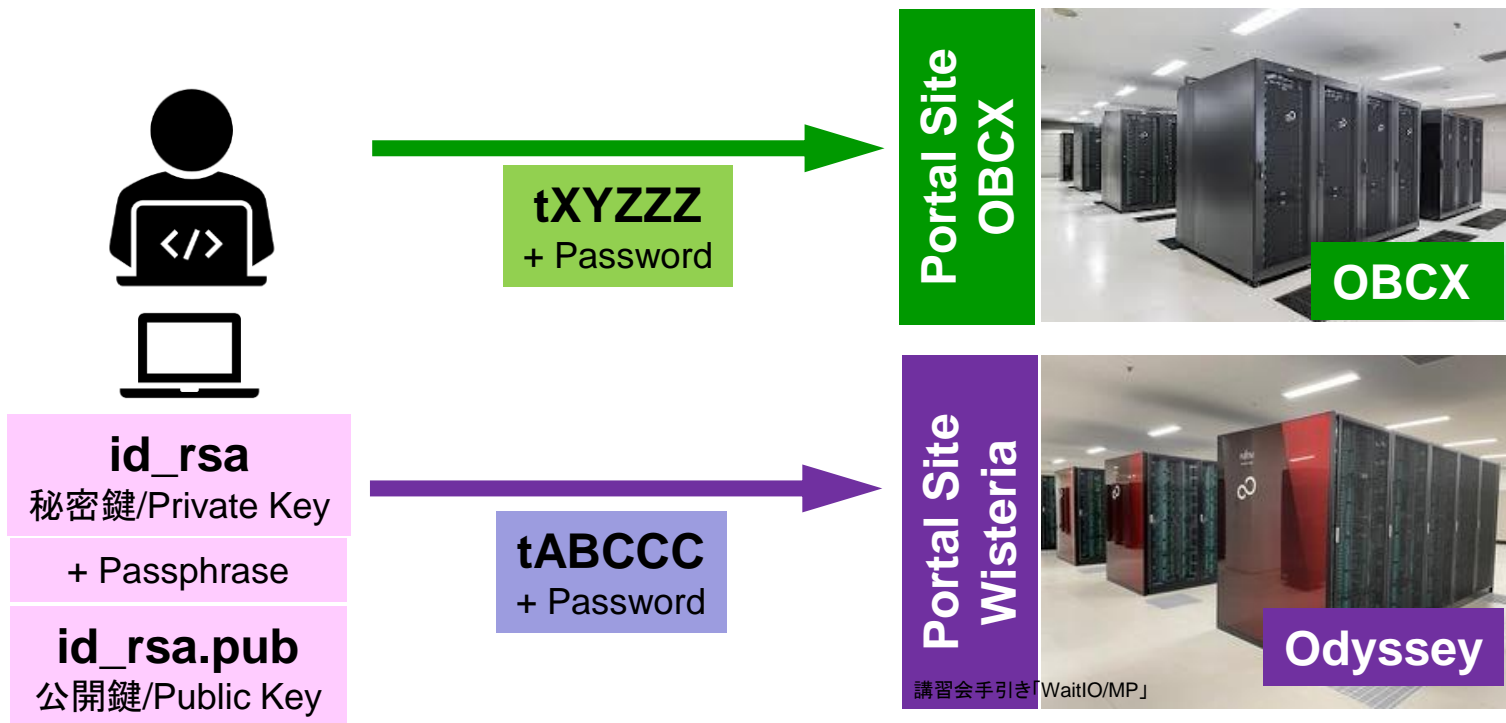 </>
id_rsa
秘密鍵/Private Key
+ Passphrase
id_rsa.pub
公開鍵/Public Key
tXYZZZ
+ Password
tABCCC
+ Password
Portal Site
OBCX
OBCX
Portal Site
Wisteria
Odyssey
講習会手引き「WaitIO/MP」